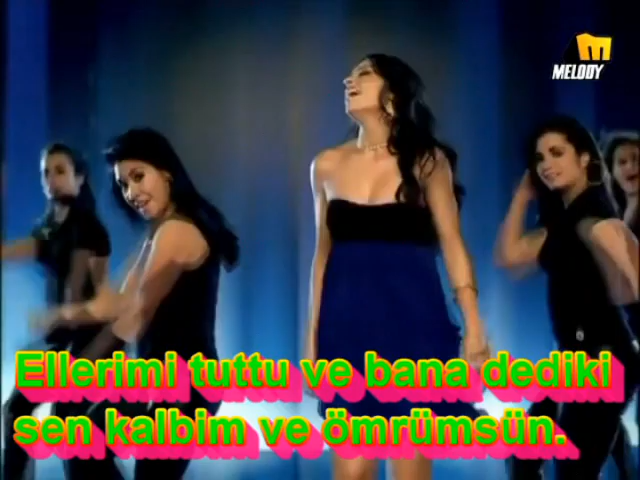 MELODY
Ellerimi tuttu ve bana dediki
sen kalbim ve ömrümsün.